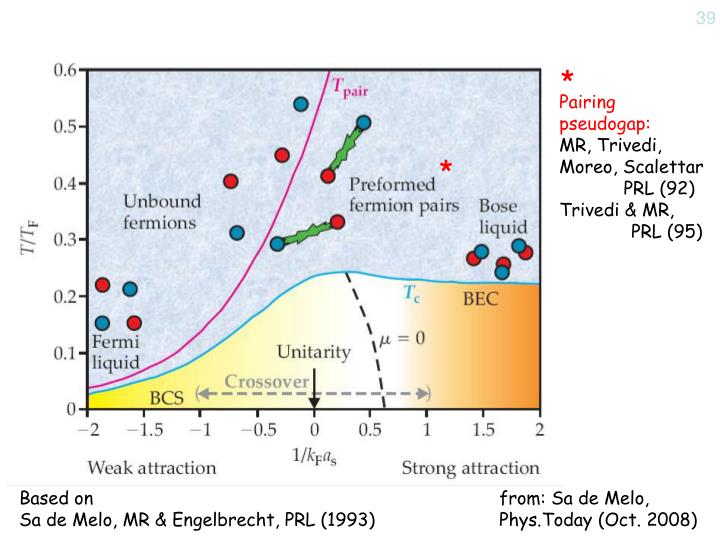 39
0.6
0.5
0.4
0.3
0.2
0.1
0
T/T_F
T_pair
*
Pairing
pseudogap:
MR, Trivedi,
Moreo, Scalettar
PRL (92)
Trivedi & MR,
PRL (95)
*
Unbound
fermions
Preformed
fermion pairs
Bose
liquid
Fermi
liquid
T_c
BEC
μ = 0
Unitarity
Crossover
BCS
−2 −1.5 −1 −0.5 0 0.5 1 1.5 2
1/k_F a_s
Weak attraction
Strong attraction
Based on
Sa de Melo, MR & Engelbrecht, PRL (1993)
from: Sa de Melo,
Phys.Today (Oct. 2008)